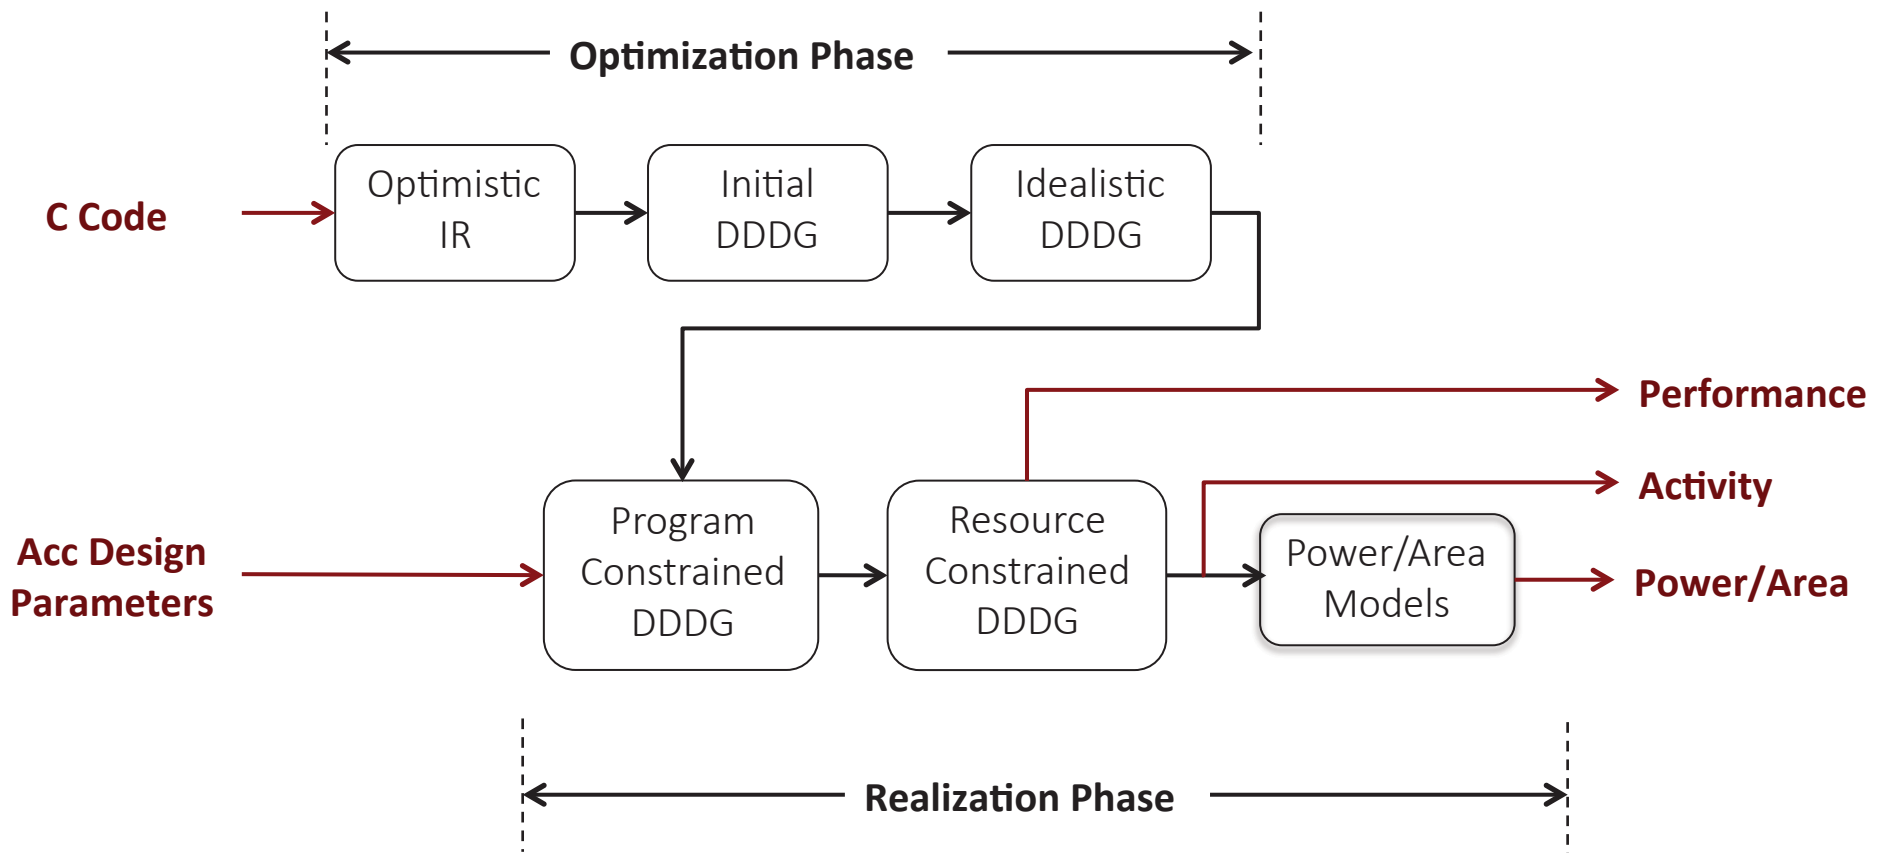 Optimization Phase
C Code
Optimistic
IR
Initial
DDDG
Idealistic
DDDG
Performance
Activity
Acc Design
Parameters
Program
Constrained
DDDG
Resource
Constrained
DDDG
Power/Area
Models
Power/Area
Realization Phase